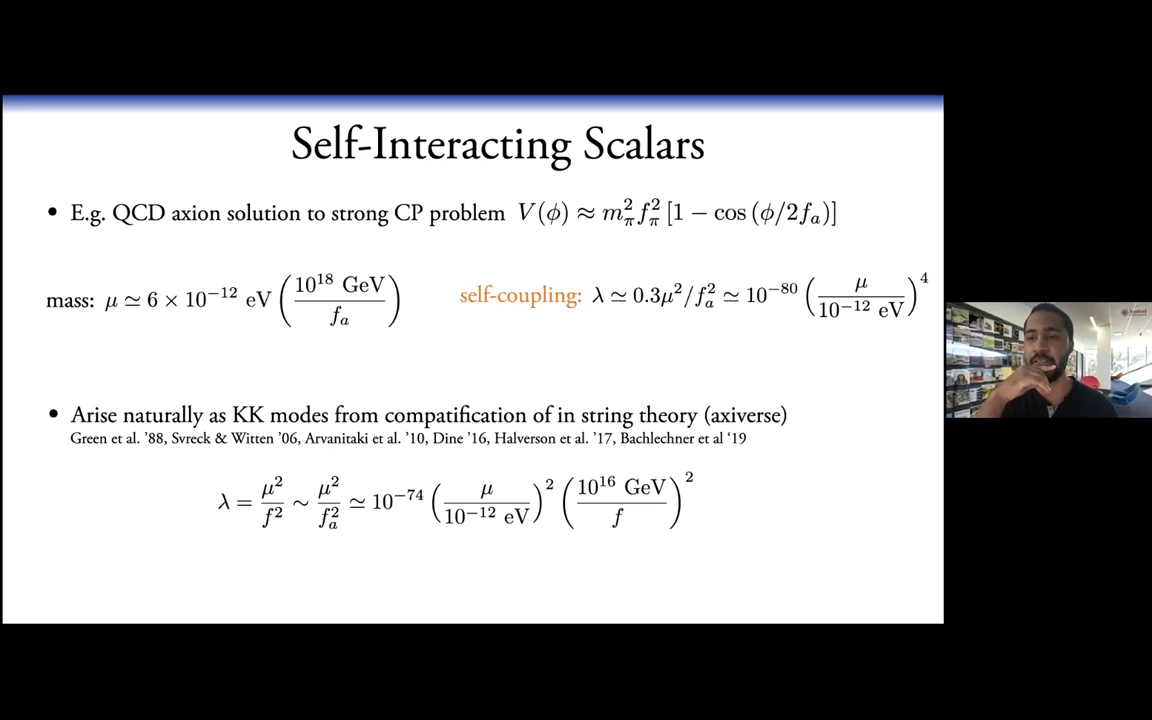 Self-Interacting Scalars
• E.g. QCD axion solution to strong CP problem V(ϕ) ≈ m_π^2 f_π^2 [1 − cos (ϕ/2f_a)]
mass: μ ≃ 6 × 10^{−12} eV (10^{18} GeV / f_a)
self-coupling: λ ≃ 0.3μ^2/f_a^2 ≃ 10^{−80} (μ / 10^{−12} eV)^4
• Arise naturally as KK modes from compatification of in string theory (axiverse)
Green et al. '88, Svreck & Witten '06, Arvanitaki et al. '10, Dine '16, Halverson et al. '17, Bachlechner et al '19
λ = μ^2/f^2 ∼ μ^2/f_a^2 ≃ 10^{−74} (μ / 10^{−12} eV)^2 (10^{16} GeV / f)^2